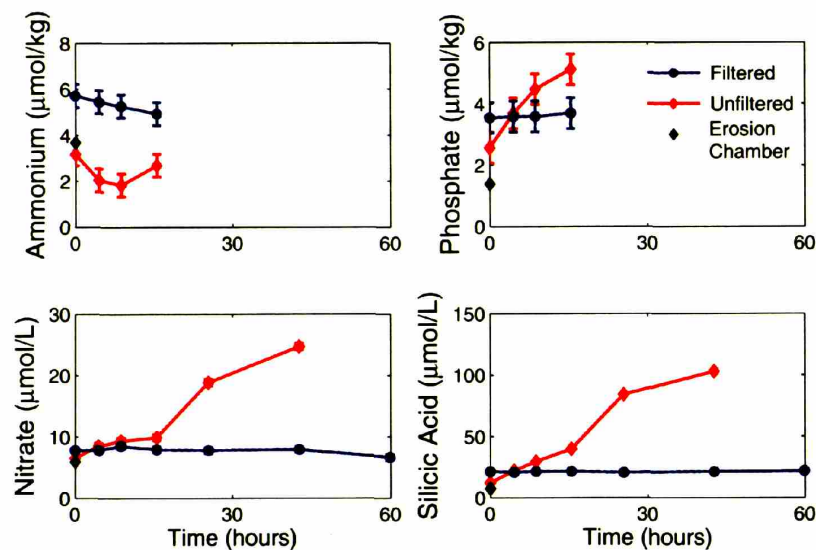 8
6
4
2
0
0
30
60
Ammonium (μmol/kg)
6
4
2
0
0
30
60
Phosphate (μmol/kg)
Filtered
Unfiltered
Erosion
Chamber
30
20
10
0
0
30
60
Nitrate (μmol/L)
Time (hours)
150
100
50
0
0
30
60
Silicic Acid (μmol/L)
Time (hours)